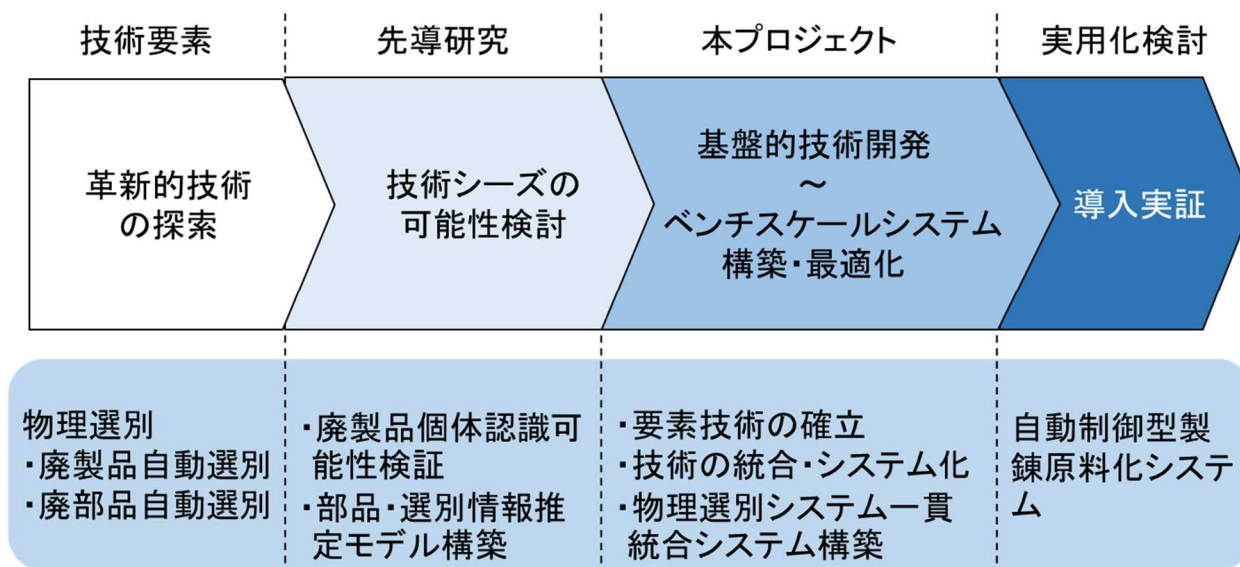 技術要素
先導研究
本プロジェクト
実用化検討
革新的技術
の探索
技術シーズの
可能性検討
基盤的技術開発
～
ベンチスケールシステム
構築・最適化
導入実証
物理選別
・廃製品自動選別
・廃部品自動選別
・廃製品個体認識可
能性検証
・部品・選別情報推
定モデル構築
・要素技術の確立
・技術の統合・システム化
・物理選別システム一貫
統合システム構築
自動制御型製
錬原料化システ
ム